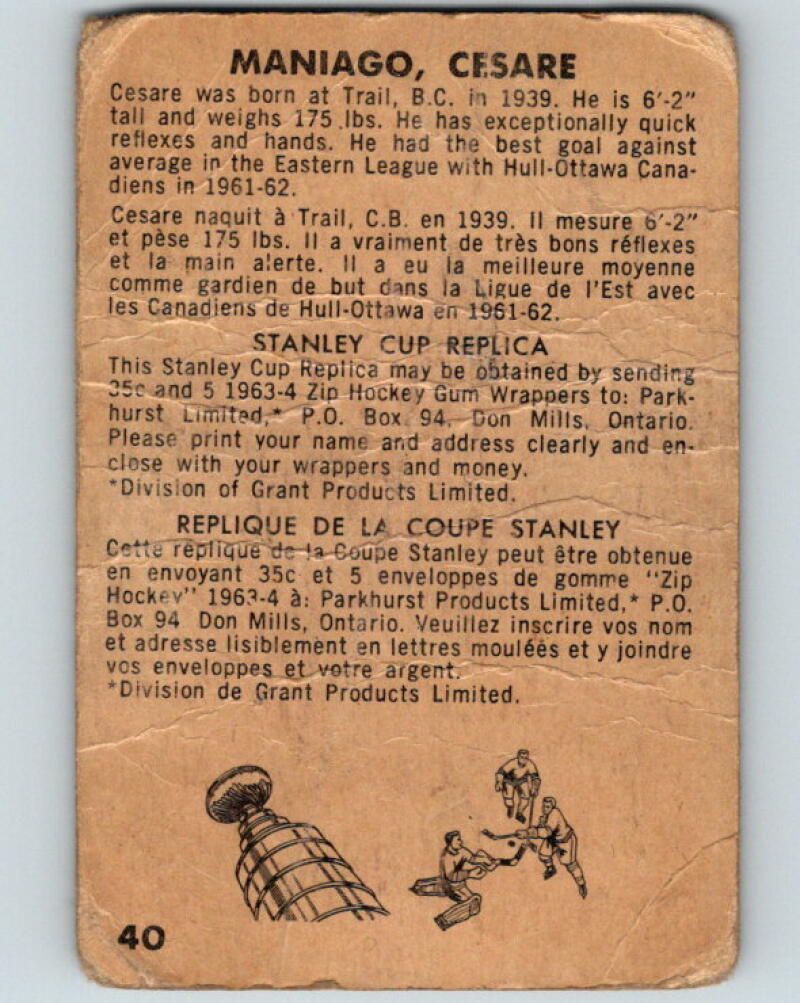 MANIAGO, CESARE
Cesare was born at Trail, B.C. in 1939. He is 6′-2″
tall and weighs 175 lbs. He has exceptionally quick
reflexes and hands. He had the best goal against
average in the Eastern League with Hull-Ottawa Cana-
diens in 1961-62.
Cesare naquit à Trail, C.B. en 1939. Il mesure 6′-2″
et pèse 175 lbs. Il a vraiment de très bons réflexes
et la main alerte. Il a eu la meilleure moyenne
comme gardien de but dans la Ligue de l'Est avec
les Canadiens de Hull-Ottawa en 1961-62.
STANLEY CUP REPLICA
This Stanley Cup Replica may be obtained by sending
35c and 5 1963-4 Zip Hockey Gum Wrappers to: Park-
hurst Limited,* P.O. Box 94, Don Mills, Ontario.
Please print your name and address clearly and en-
close with your wrappers and money.
*Division of Grant Products Limited.
REPLIQUE DE LA COUPE STANLEY
Cette réplique de la Coupe Stanley peut être obtenue
en envoyant 35c et 5 enveloppes de gomme "Zip
Hockey" 1963-4 à: Parkhurst Products Limited,* P.O.
Box 94 Don Mills, Ontario. Veuillez inscrire vos nom
et adresse lisiblement en lettres mouléés et y joindre
vos enveloppes et votre argent.
*Division de Grant Products Limited.
40